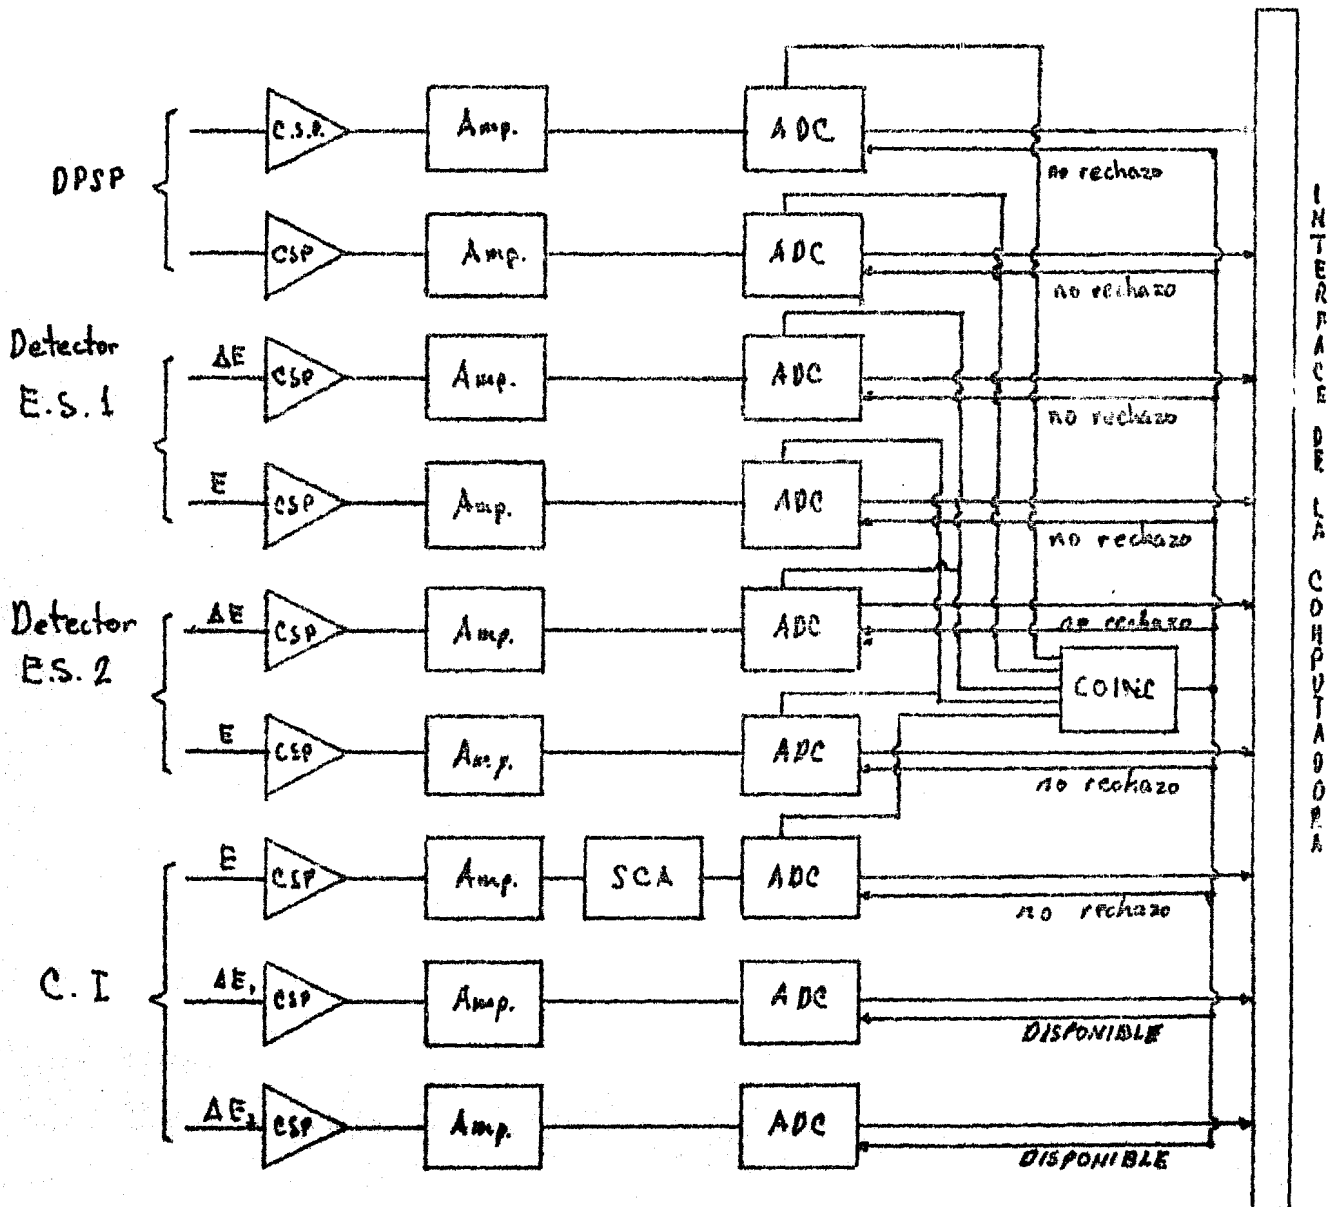 DPSP
C.S.P. Amp. ADC
no rechazo
CSP Amp. ADC
no rechazo
Detector
E.S.1
ΔE CSP Amp. ADC
no rechazo
E CSP Amp. ADC
no rechazo
Detector
E.S.2
ΔE CSP Amp. ADC
no rechazo
COINC
E CSP Amp. ADC
no rechazo
C.I
E CSP Amp. SCA ADC
no rechazo
ΔE₁ CSP Amp. ADC
DISPONIBLE
ΔE₂ CSP Amp. ADC
DISPONIBLE
INTERFACE DE LA COMPUTADORA